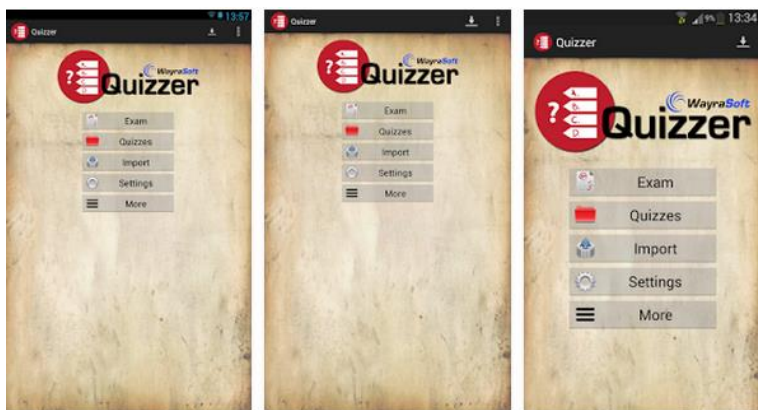 13:57
Quizzer
?
WayraSoft
Quizzer
Exam
Quizzes
Import
Settings
More
Quizzer
?
WayraSoft
Quizzer
Exam
Quizzes
Import
Settings
More
9% 13:34
Quizzer
?
A.
B.
C.
D
WayraSoft
Quizzer
Exam
Quizzes
Import
Settings
More